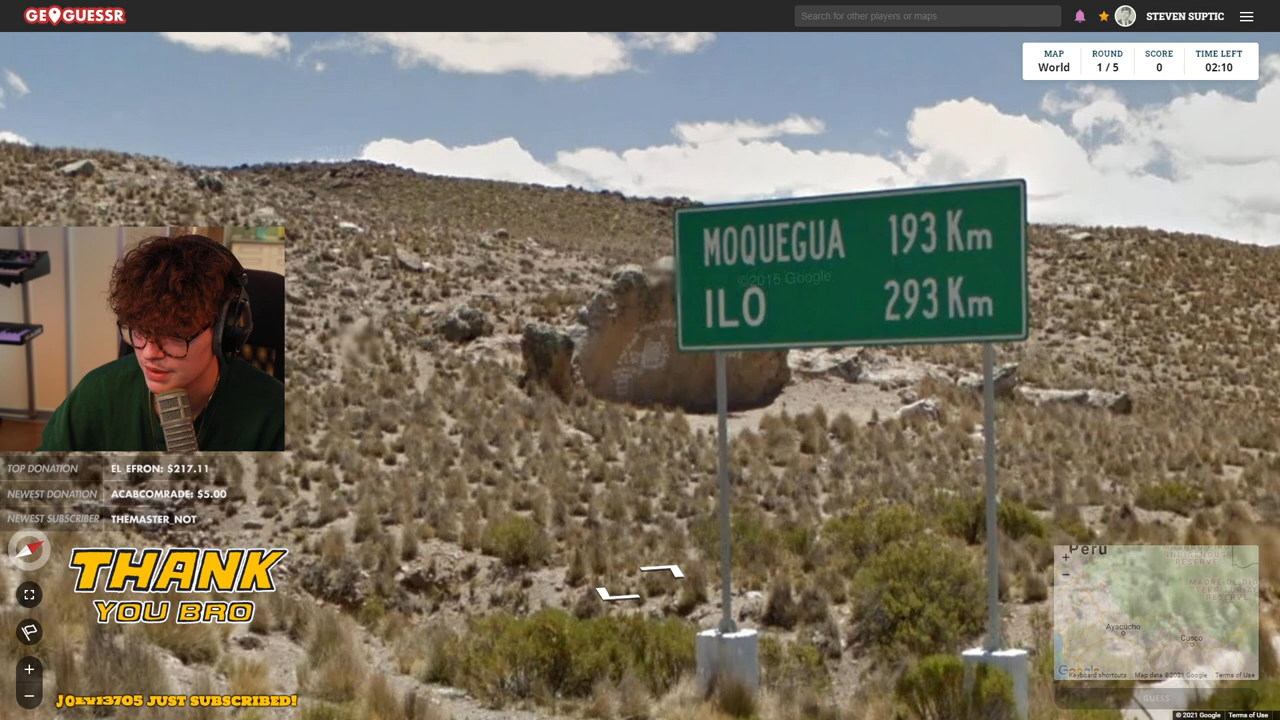 GEOGUESSR
Search for other players or maps
STEVEN SUPTIC
MAP
World
ROUND
1 / 5
SCORE
0
TIME LEFT
02:10
MOQUEGUA 193 Km
©2015 Google
ILO 293 Km
TOP DONATION EL_EFRON: $217.11
NEWEST DONATION ACABCOMRADE: $5.00
NEWEST SUBSCRIBER THEMASTER_NOT
THANK
YOU BRO
JUST SUBSCRIBED!
Peru
Ayacucho
Cusco
Google
Keyboard shortcuts Map data ©2021 Google Terms of Use
GUESS
© 2021 Google Terms of Use